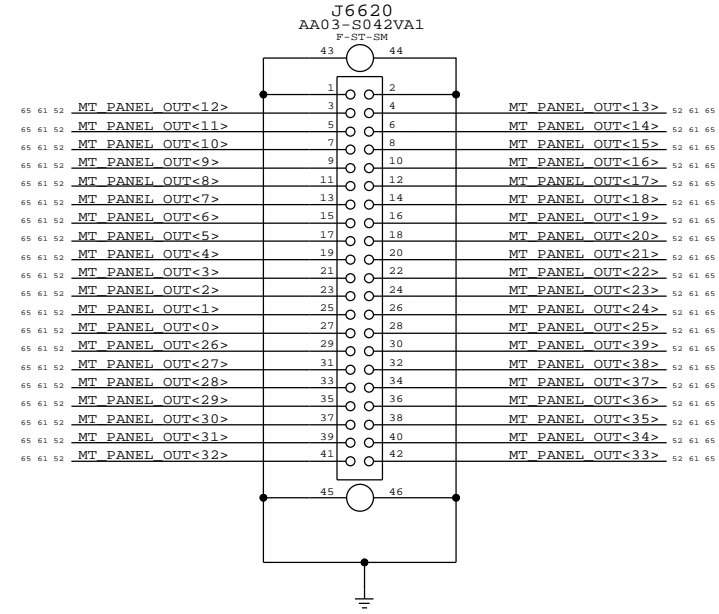 J6620
AA03-S042VA1
F-ST-SM
43 44
1 2
65 61 52 MT_PANEL_OUT<12> 3 4 MT_PANEL_OUT<13> 52 61 65
65 61 52 MT_PANEL_OUT<11> 5 6 MT_PANEL_OUT<14> 52 61 65
65 61 52 MT_PANEL_OUT<10> 7 8 MT_PANEL_OUT<15> 52 61 65
65 61 52 MT_PANEL_OUT<9> 9 10 MT_PANEL_OUT<16> 52 61 65
65 61 52 MT_PANEL_OUT<8> 11 12 MT_PANEL_OUT<17> 52 61 65
65 61 52 MT_PANEL_OUT<7> 13 14 MT_PANEL_OUT<18> 52 61 65
65 61 52 MT_PANEL_OUT<6> 15 16 MT_PANEL_OUT<19> 52 61 65
65 61 52 MT_PANEL_OUT<5> 17 18 MT_PANEL_OUT<20> 52 61 65
65 61 52 MT_PANEL_OUT<4> 19 20 MT_PANEL_OUT<21> 52 61 65
65 61 52 MT_PANEL_OUT<3> 21 22 MT_PANEL_OUT<22> 52 61 65
65 61 52 MT_PANEL_OUT<2> 23 24 MT_PANEL_OUT<23> 52 61 65
65 61 52 MT_PANEL_OUT<1> 25 26 MT_PANEL_OUT<24> 52 61 65
65 61 52 MT_PANEL_OUT<0> 27 28 MT_PANEL_OUT<25> 52 61 65
65 61 52 MT_PANEL_OUT<26> 29 30 MT_PANEL_OUT<39> 52 61 65
65 61 52 MT_PANEL_OUT<27> 31 32 MT_PANEL_OUT<38> 52 61 65
65 61 52 MT_PANEL_OUT<28> 33 34 MT_PANEL_OUT<37> 52 61 65
65 61 52 MT_PANEL_OUT<29> 35 36 MT_PANEL_OUT<36> 52 61 65
65 61 52 MT_PANEL_OUT<30> 37 38 MT_PANEL_OUT<35> 52 61 65
65 61 52 MT_PANEL_OUT<31> 39 40 MT_PANEL_OUT<34> 52 61 65
65 61 52 MT_PANEL_OUT<32> 41 42 MT_PANEL_OUT<33> 52 61 65
45 46